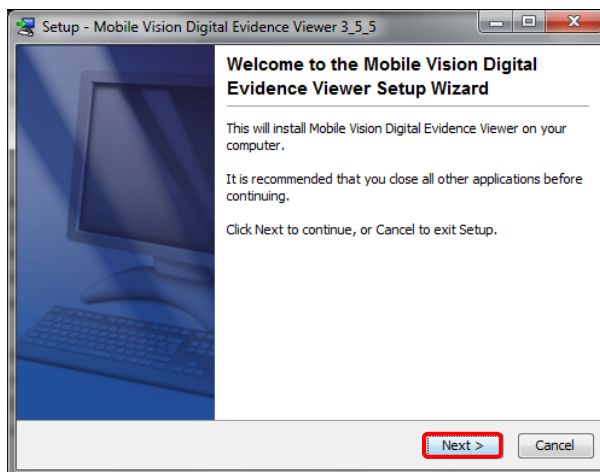 Setup - Mobile Vision Digital Evidence Viewer 3_5_5
Welcome to the Mobile Vision Digital
Evidence Viewer Setup Wizard
This will install Mobile Vision Digital Evidence Viewer on your
computer.
It is recommended that you close all other applications before
continuing.
Click Next to continue, or Cancel to exit Setup.
Next >
Cancel